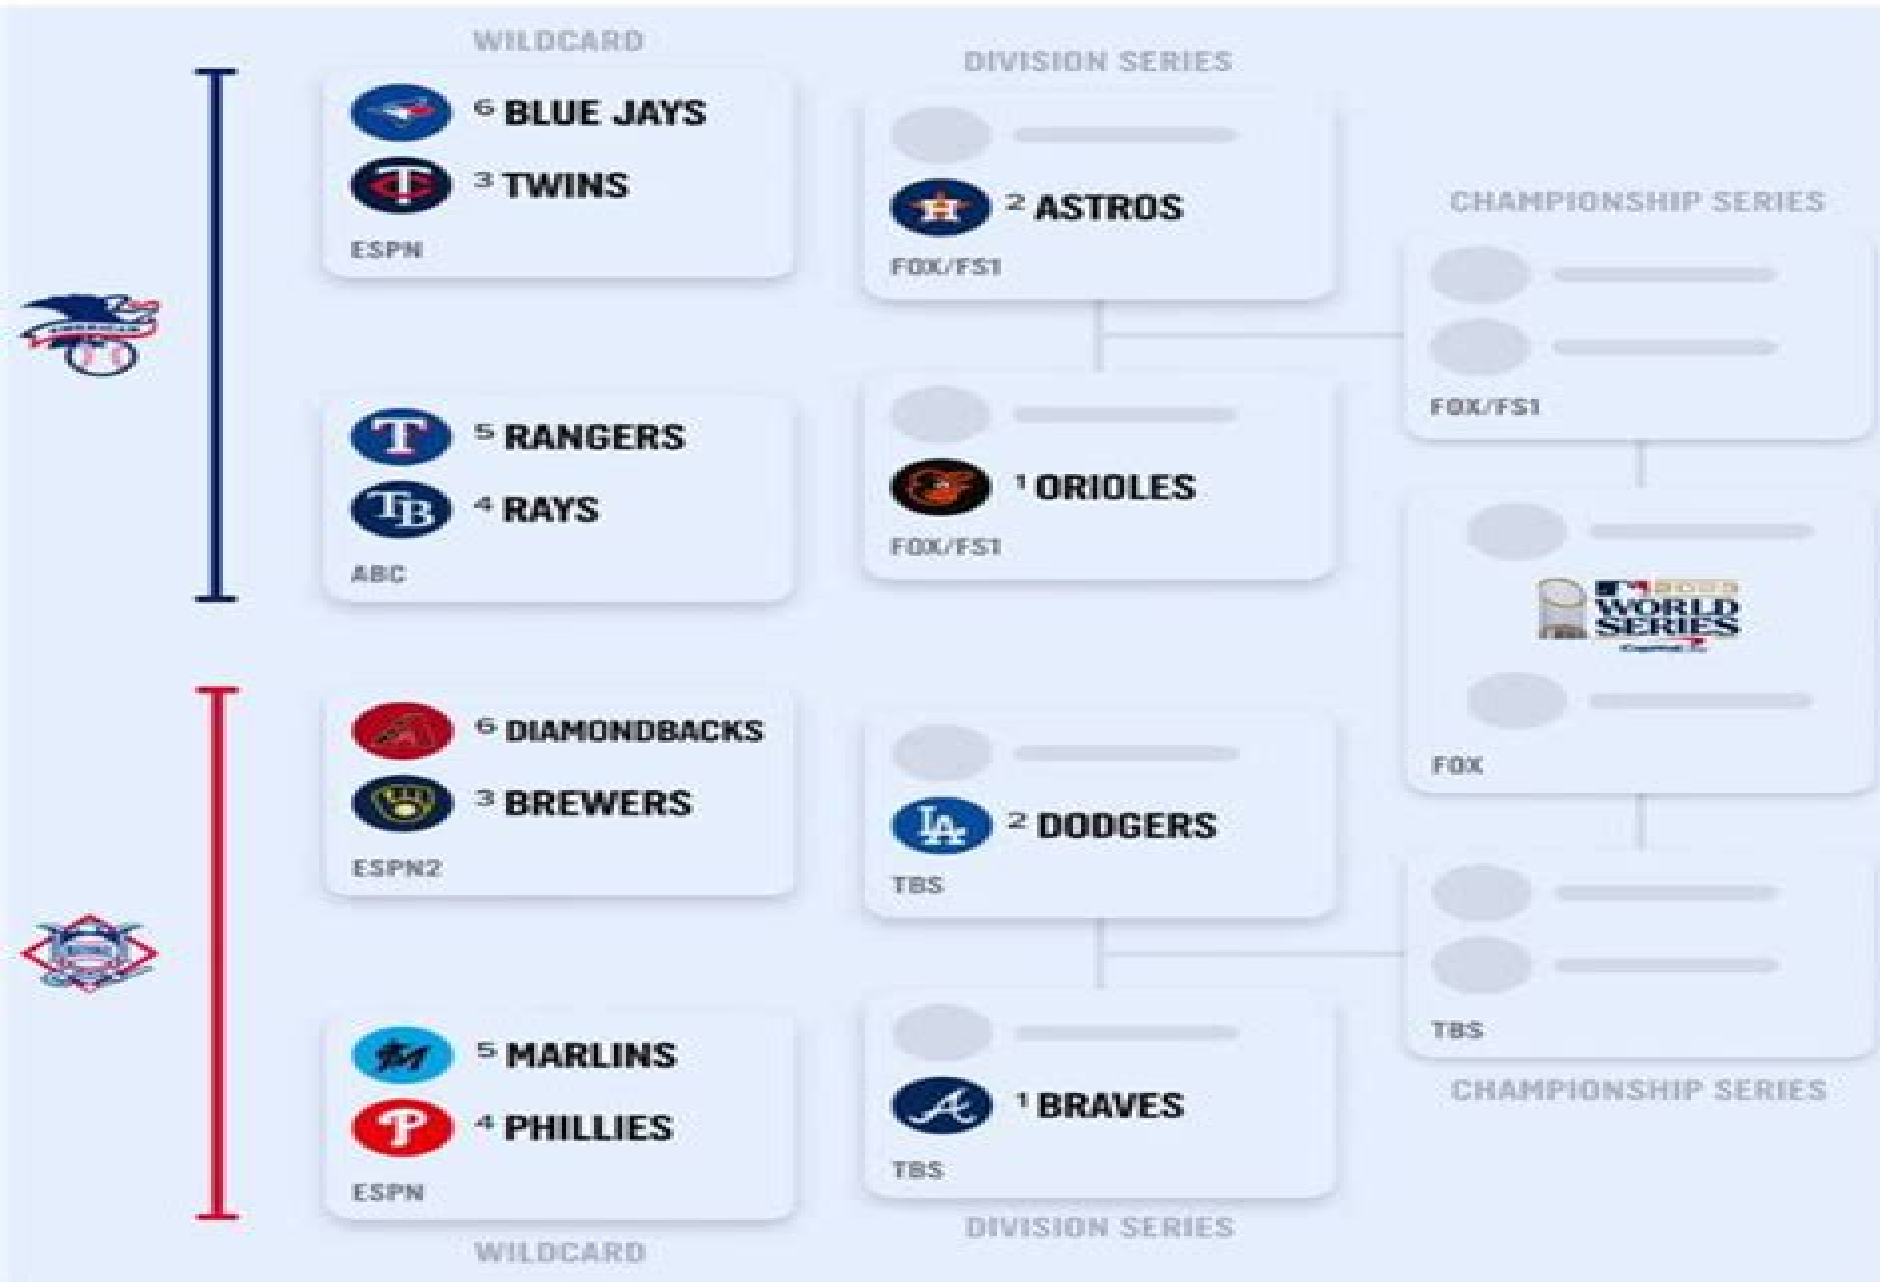 WILDCARD
6 BLUE JAYS
3 TWINS
ESPN
5 RANGERS
4 RAYS
ABC
DIVISION SERIES
2 ASTROS
FOX/FS1
1 ORIOLES
FOX/FS1
CHAMPIONSHIP SERIES
FOX/FS1
WORLD
SERIES
FOX
6 DIAMONDBACKS
3 BREWERS
ESPN2
5 MARLINS
4 PHILLIES
ESPN
WILDCARD
2 DODGERS
TBS
1 BRAVES
TBS
DIVISION SERIES
TBS
CHAMPIONSHIP SERIES